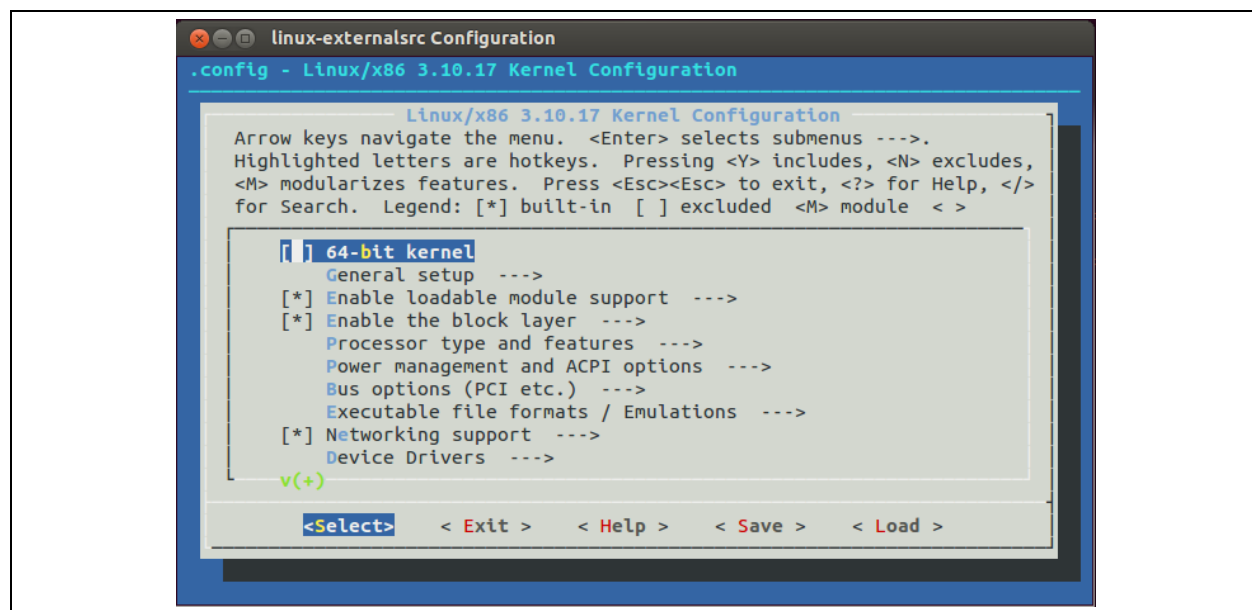 linux-externalsrc Configuration
.config - Linux/x86 3.10.17 Kernel Configuration
Linux/x86 3.10.17 Kernel Configuration
Arrow keys navigate the menu.  <Enter> selects submenus --->.
Highlighted letters are hotkeys.  Pressing <Y> includes, <N> excludes,
<M> modularizes features.  Press <Esc><Esc> to exit, <?> for Help, </>
for Search.  Legend: [*] built-in  [ ] excluded  <M> module  < >
[ ] 64-bit kernel
General setup  --->
[*] Enable loadable module support  --->
[*] Enable the block layer  --->
Processor type and features  --->
Power management and ACPI options  --->
Bus options (PCI etc.)  --->
Executable file formats / Emulations  --->
[*] Networking support  --->
Device Drivers  --->
v(+)
<Select>    < Exit >    < Help >    < Save >    < Load >